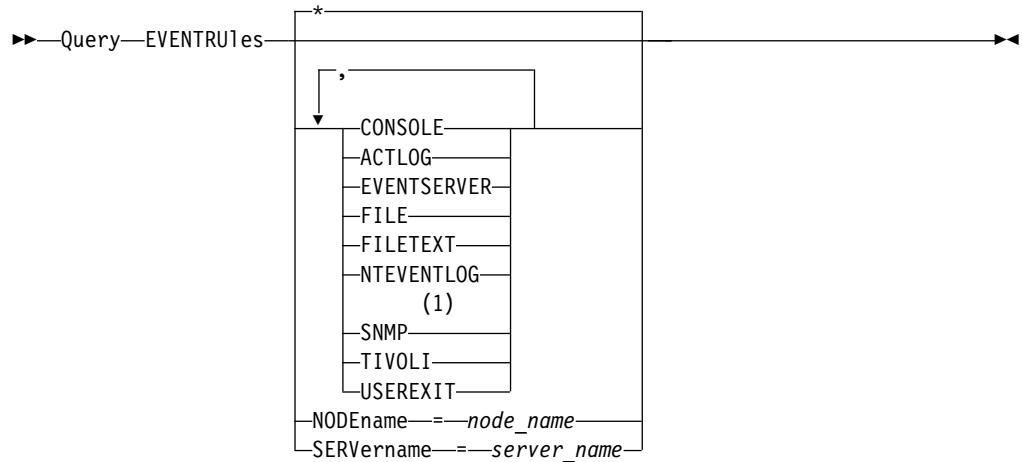 *
Query EVENTRUles
,
CONSOLE
ACTLOG
EVENTSERVER
FILE
FILETEXT
NTEVENTLOG
(1)
SNMP
TIVOLI
USEREXIT
NODEname = node_name
SERVername = server_name